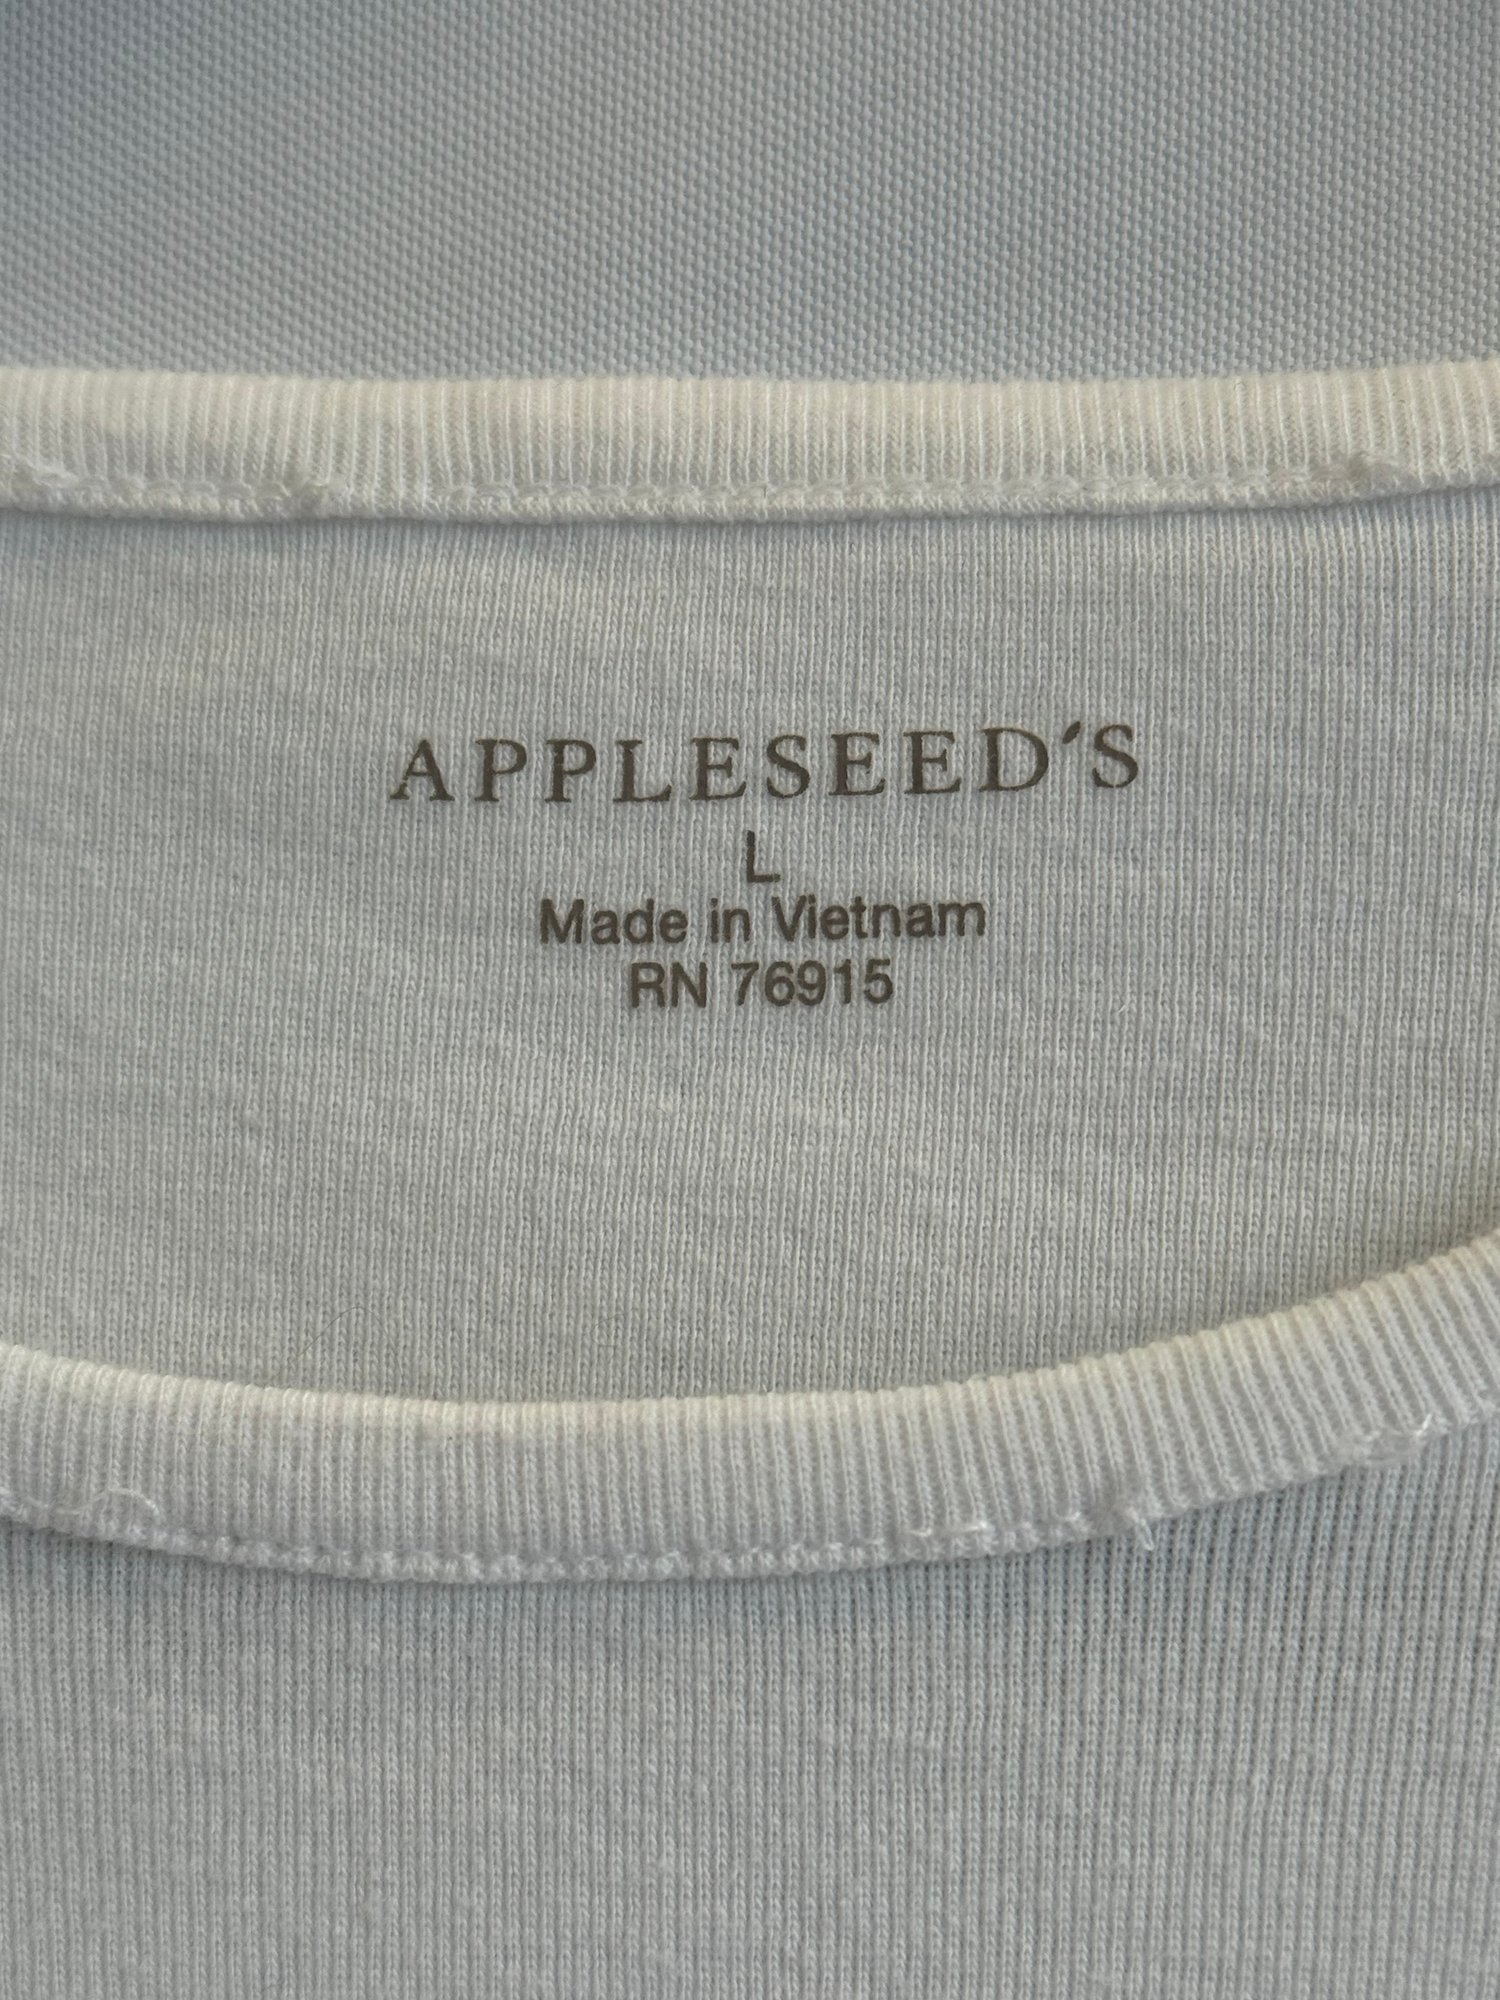 APPLESEED'S
L
Made in Vietnam
RN 76915